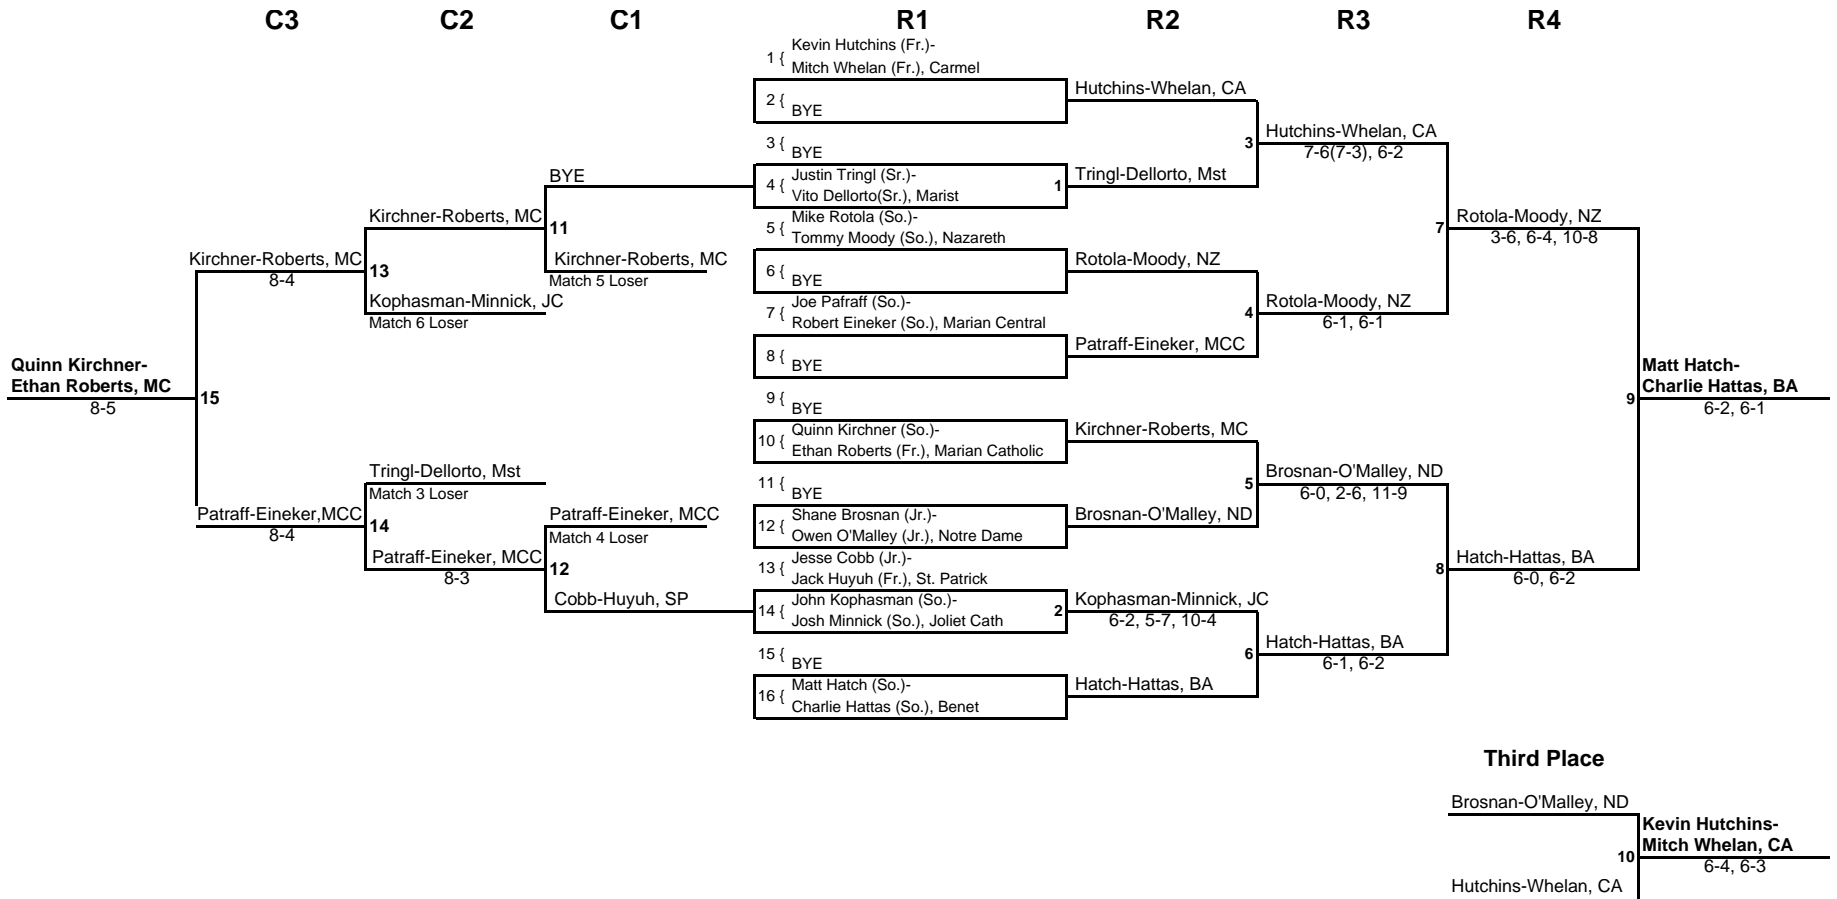 C3 C2 C1 R1 R2 R3 R4
Kevin Hutchins (Fr.)-
1 {
Mitch Whelan (Fr.), Carmel
Hutchins-Whelan, CA
2 {
BYE
Hutchins-Whelan, CA
3
7-6(7-3), 6-2
3 {
BYE
BYE
Justin Tringl (Sr.)-
4 {
Vito Dellorto(Sr.), Marist
1
Tringl-Dellorto, Mst
Kirchner-Roberts, MC
11
Mike Rotola (So.)-
5 {
Tommy Moody (So.), Nazareth
7
Rotola-Moody, NZ
3-6, 6-4, 10-8
Kirchner-Roberts, MC
8-4
13
Kirchner-Roberts, MC
Match 5 Loser
6 {
BYE
Rotola-Moody, NZ
Kophasman-Minnick, JC
Match 6 Loser
Joe Pafraff (So.)-
7 {
Robert Eineker (So.), Marian Central
4
Rotola-Moody, NZ
6-1, 6-1
8 {
BYE
Patraff-Eineker, MCC
Quinn Kirchner-
Ethan Roberts, MC
8-5
15
9 {
BYE
9
Matt Hatch-
Charlie Hattas, BA
6-2, 6-1
Quinn Kirchner (So.)-
10 {
Ethan Roberts (Fr.), Marian Catholic
Kirchner-Roberts, MC
Tringl-Dellorto, Mst
Match 3 Loser
11 {
BYE
5
Brosnan-O'Malley, ND
6-0, 2-6, 11-9
Patraff-Eineker,MCC
8-4
14
Patraff-Eineker, MCC
Match 4 Loser
Shane Brosnan (Jr.)-
12 {
Owen O'Malley (Jr.), Notre Dame
Brosnan-O'Malley, ND
Patraff-Eineker, MCC
8-3
12
Jesse Cobb (Jr.)-
13 {
Jack Huyuh (Fr.), St. Patrick
8
Hatch-Hattas, BA
6-0, 6-2
Cobb-Huyuh, SP
John Kophasman (So.)-
14 {
Josh Minnick (So.), Joliet Cath
2
Kophasman-Minnick, JC
6-2, 5-7, 10-4
15 {
BYE
6
Hatch-Hattas, BA
6-1, 6-2
Matt Hatch (So.)-
16 {
Charlie Hattas (So.), Benet
Hatch-Hattas, BA
Third Place
Brosnan-O'Malley, ND
Kevin Hutchins-
Mitch Whelan, CA
10
6-4, 6-3
Hutchins-Whelan, CA